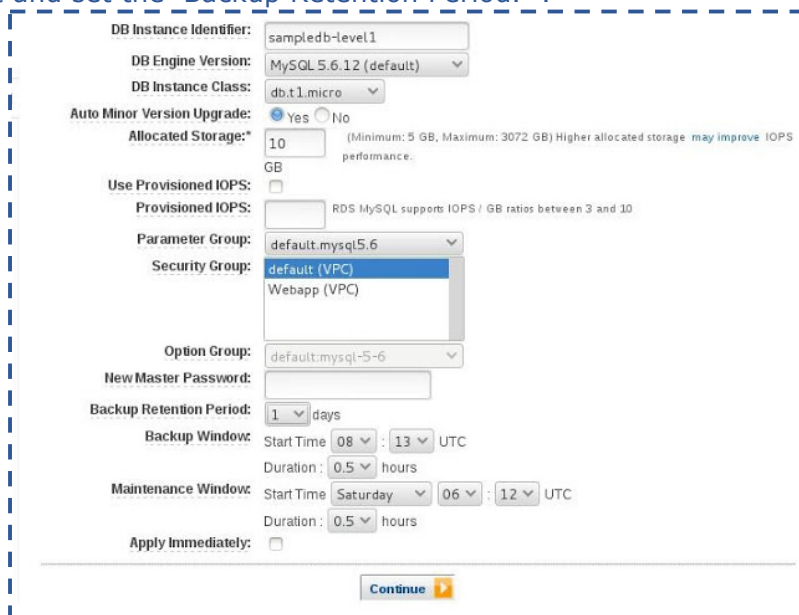 and set the "Backup Retention Period:".
DB Instance Identifier: sampledb-level1
DB Engine Version: MySQL 5.6.12 (default)
DB Instance Class: db.t1.micro
Auto Minor Version Upgrade: Yes No
Allocated Storage:* 10 (Minimum: 5 GB, Maximum: 3072 GB) Higher allocated storage may improve IOPS
GB performance.
Use Provisioned IOPS:
Provisioned IOPS: RDS MySQL supports IOPS / GB ratios between 3 and 10
Parameter Group: default.mysql5.6
Security Group: default (VPC)
Webapp (VPC)
Option Group: default:mysql-5-6
New Master Password:
Backup Retention Period: 1 days
Backup Window: Start Time 08 : 13 UTC
Duration : 0.5 hours
Maintenance Window: Start Time Saturday 06 : 12 UTC
Duration : 0.5 hours
Apply Immediately:
Continue